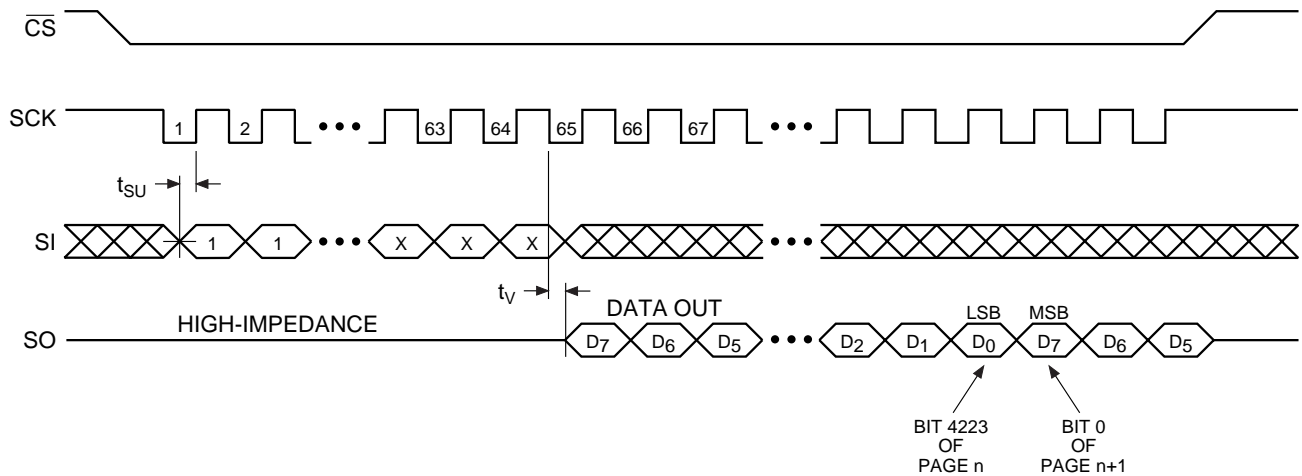 CS
SCK
1 2 ••• 63 64 65 66 67 •••
tSU
SI
1 1 ••• X X X •••
tV
HIGH-IMPEDANCE
DATA OUT
LSB MSB
SO
D7 D6 D5 ••• D2 D1 D0 D7 D6 D5
BIT 4223
OF
PAGE n
BIT 0
OF
PAGE n+1